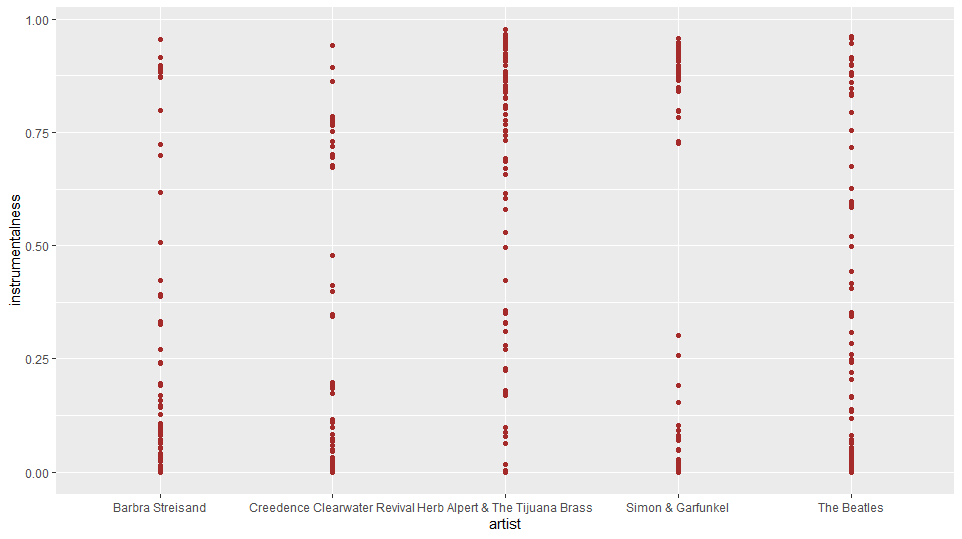 1.00
0.75
0.50
0.25
0.00
instrumentalness
Barbra Streisand
Creedence Clearwater Revival
Herb Alpert & The Tijuana Brass
Simon & Garfunkel
The Beatles
artist